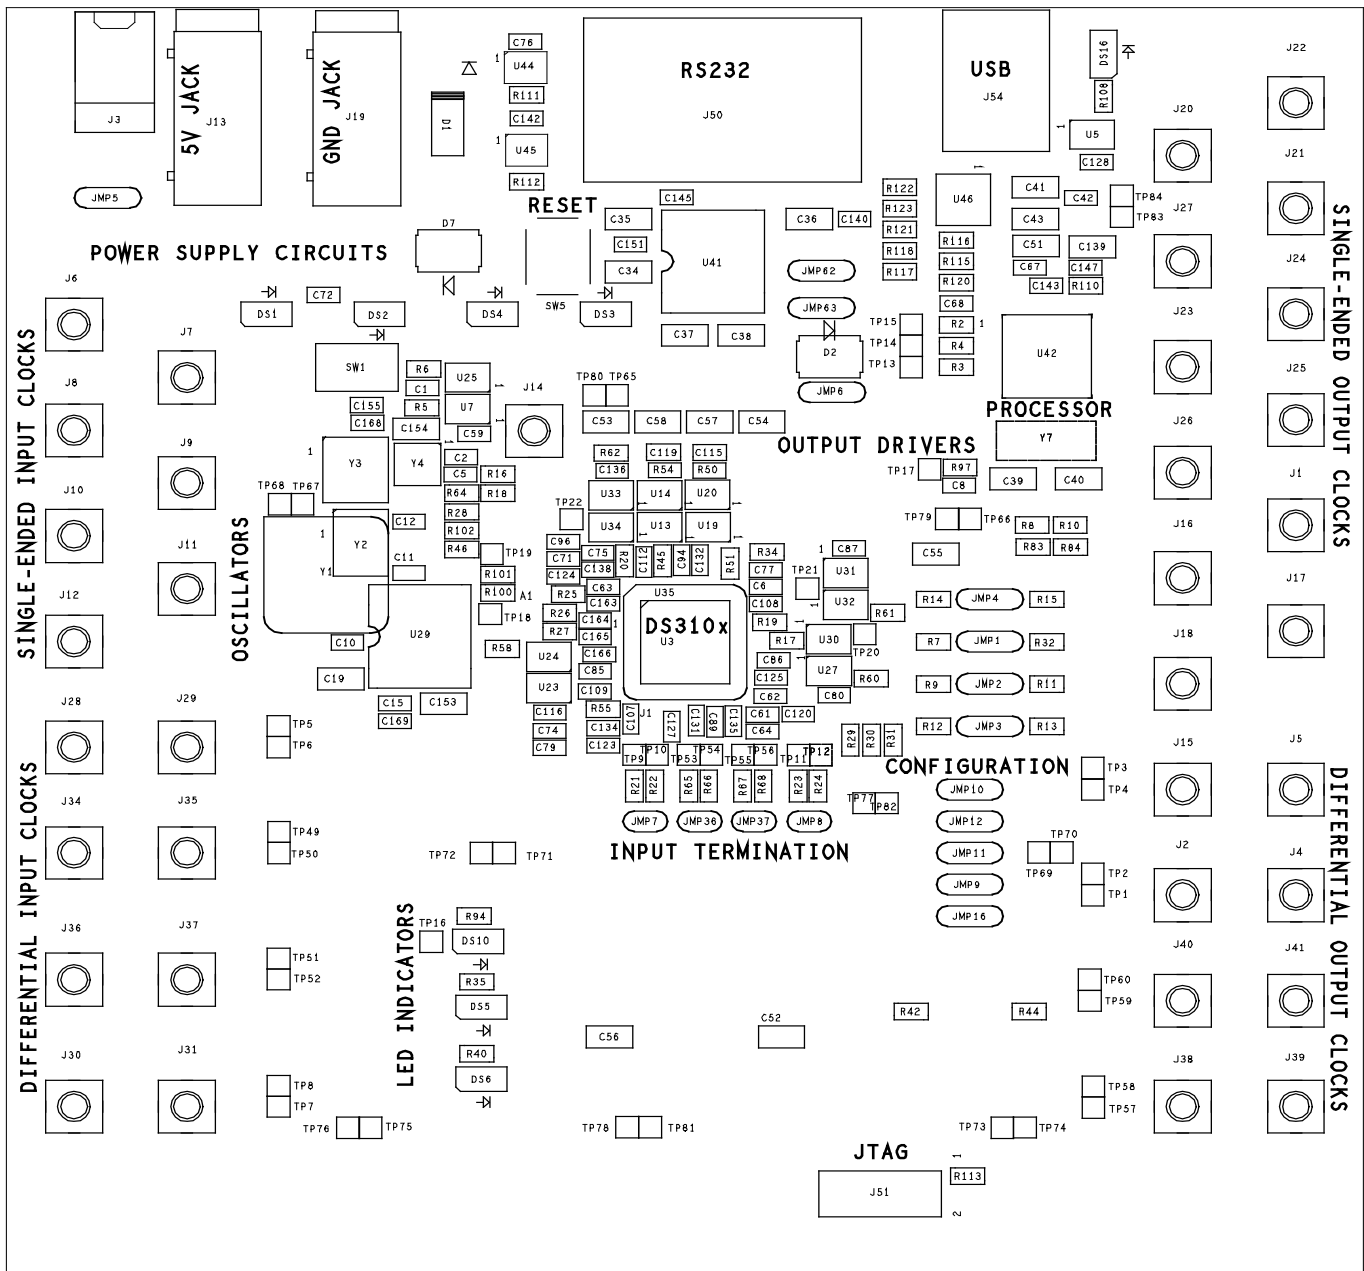 C76
RS232
USB
DS16
J22
U44
J54
R108
J3
5V JACK
J13
GND JACK
J19
D1
R111
C142
J50
J20
1
U5
1
U45
J21
C128
R112
JMP5
RESET
C145
R122
U46
1
C41
C42
TP84
J27
C35
C36
C140
R123
C43
TP83
D7
R121
C151
POWER SUPPLY CIRCUITS
U41
R118
R116
C51
C139
J24
C34
JMP62
R117
R115
C67
C147
J6
R120
C143
R110
C72
SW5
JMP63
C68
DS1
DS2
DS4
DS3
TP15
R2
1
J23
J7
C37
C38
TP14
R4
U42
D2
TP13
R3
SW1
R6
U25
1
J14
TP80
TP65
J25
J8
C1
JMP6
C155
R5
U7
PROCESSOR
C168
C154
C59
1
C53
C58
C57
C54
J26
J9
OUTPUT DRIVERS
Y7
1
Y3
Y4
1
C2
R62
C119
C115
C5
R16
C136
R54
R50
TP17
R97
C39
C40
J1
J10
TP68
TP67
R64
R18
U33
U14
U20
C8
SINGLE-ENDED OUTPUT CLOCKS
SINGLE-ENDED INPUT CLOCKS
R28
TP22
C12
R102
U34
U13
U19
TP79
TP66
R8
R10
J16
1
Y2
Y1
OSCILLATORS
R46
TP19
C96
C75
R20
C112
R45
C94
C132
R51
R34
1
C87
R83
R84
J11
C11
C71
C138
C77
C55
R101
C124
C63
C6
TP21
U31
R100
A1
R25
C163
U35
C108
1
U32
R61
R14
JMP4
R15
J17
J12
TP18
R26
C164
1
R19
R27
C165
DS310x
U3
R17
1
U30
TP20
R7
JMP1
R32
J18
C10
U29
R58
U24
C166
C86
U27
C19
C85
C125
R60
R9
JMP2
R11
U23
C109
C62
C80
C15
C153
J28
J29
C169
C116
R55
C107
J1
C127
C131
C89
C135
C61
C120
R12
JMP3
R13
TP5
C74
C134
C64
R29
R30
R31
TP6
C79
C123
TP9
TP10
TP53
TP54
TP55
TP56
TP11
TP12
J15
J5
CONFIGURATION
TP3
R21
R22
R65
R66
R67
R68
R23
R24
JMP10
TP4
J34
J35
TP77
TP82
JMP7
JMP36
JMP37
JMP8
JMP12
TP49
TP50
TP72
TP71
INPUT TERMINATION
JMP11
TP70
TP69
J2
J4
DIFFERENTIAL INPUT CLOCKS
TP2
JMP9
TP1
DIFFERENTIAL OUTPUT CLOCKS
JMP16
R94
J36
J37
LED INDICATORS
TP16
DS10
J40
J41
TP51
TP52
R35
TP60
DS5
TP59
R42
R44
C56
C52
J30
J31
R40
J38
J39
DS6
TP8
TP58
TP7
TP57
TP76
TP75
TP78
TP81
TP73
TP74
JTAG
1
J51
R113
2